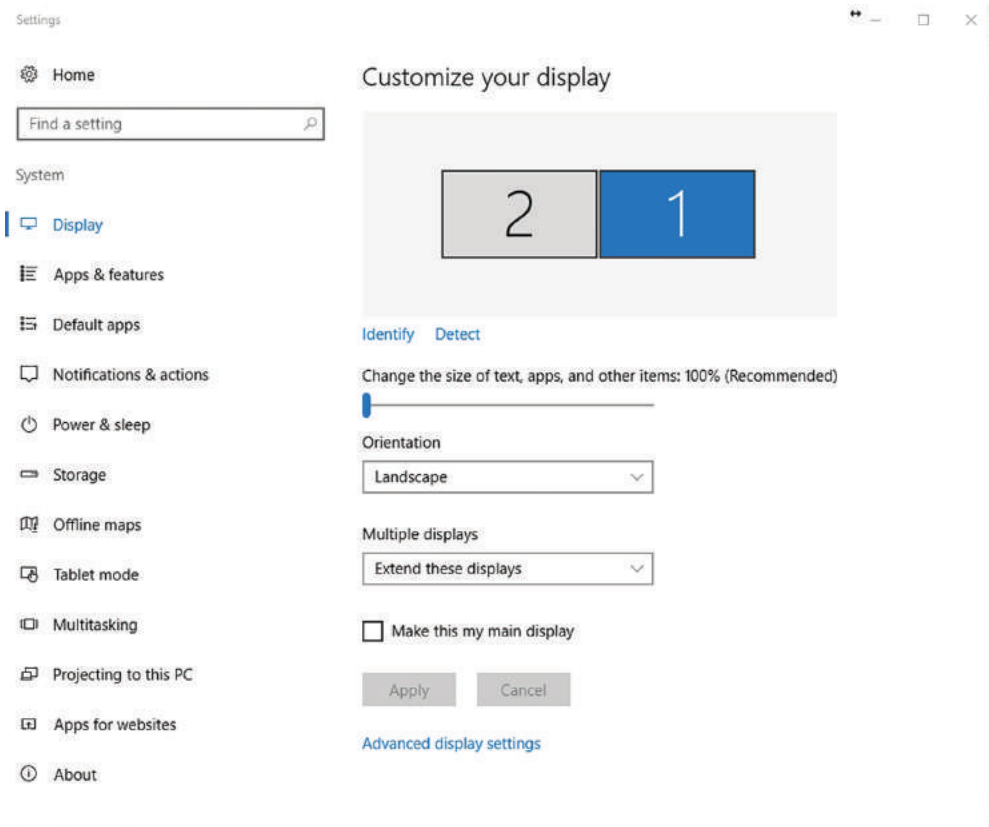 Settings
Home
Find a setting
System
Display
Apps & features
Default apps
Notifications & actions
Power & sleep
Storage
Offline maps
Tablet mode
Multitasking
Projecting to this PC
Apps for websites
About
Customize your display
2 1
Identify Detect
Change the size of text, apps, and other items: 100% (Recommended)
Orientation
Landscape
Multiple displays
Extend these displays
Make this my main display
Apply Cancel
Advanced display settings